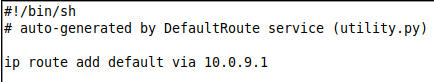 #!/bin/sh
# auto-generated by DefaultRoute service (utility.py)
ip route add default via 10.0.9.1